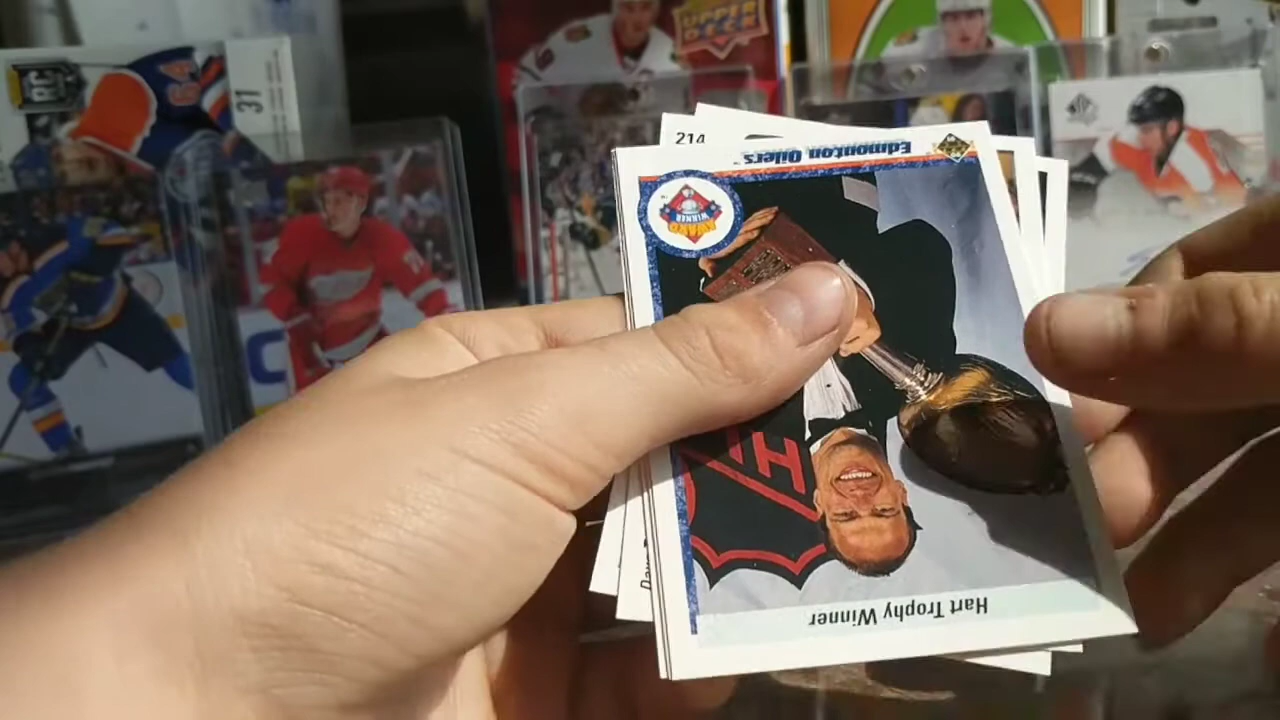 UPPER
DECK
RC
31
214
Edmonton Oilers
AWARD
WINNER
Hart Trophy Winner